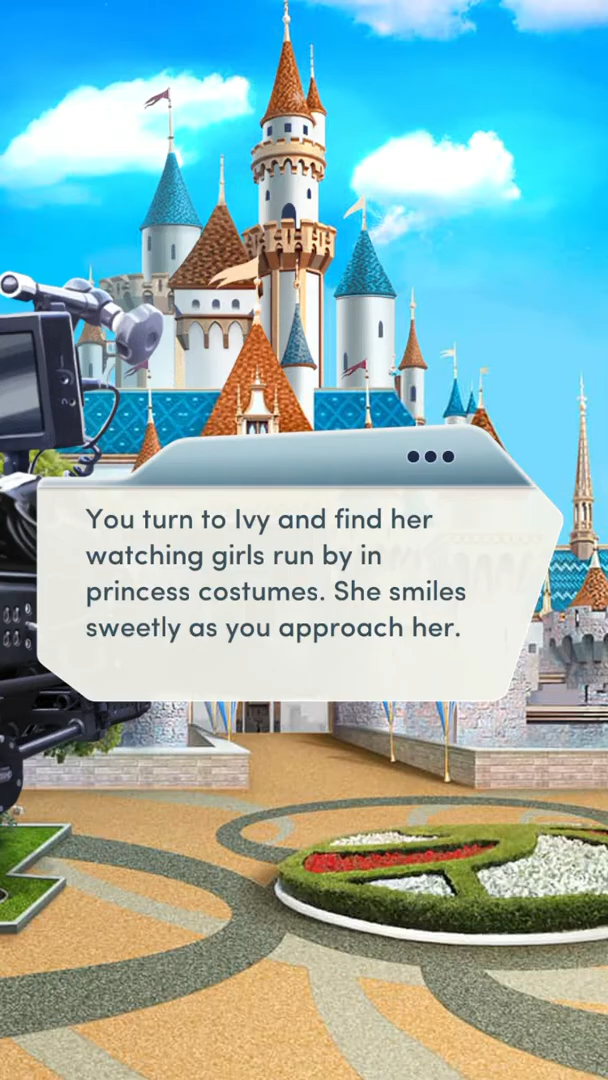 You turn to Ivy and find her
watching girls run by in
princess costumes. She smiles
sweetly as you approach her.